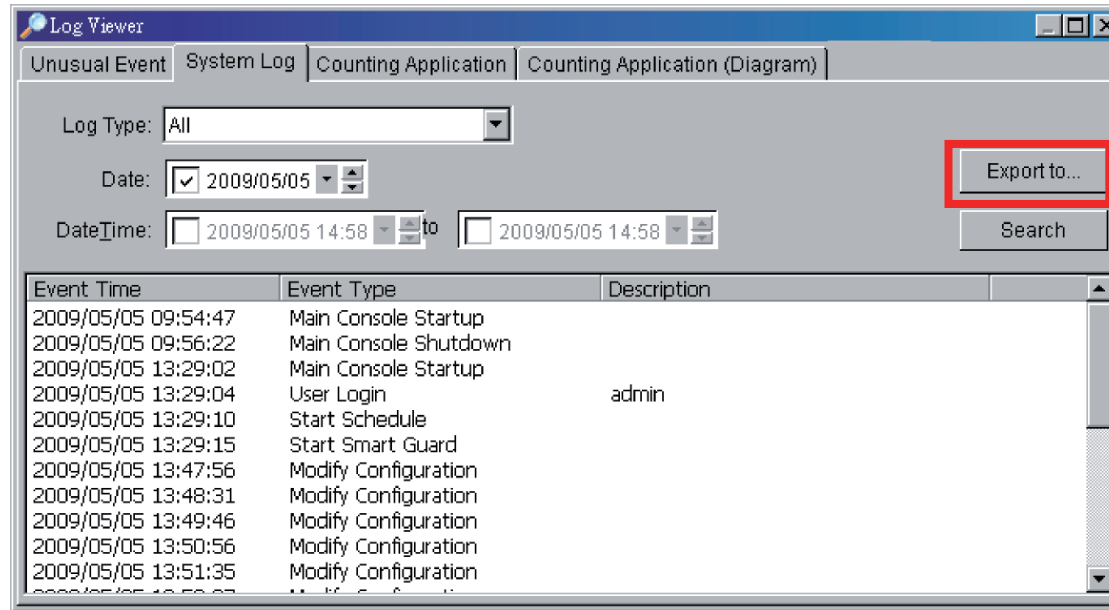 Log Viewer
Unusual Event System Log Counting Application Counting Application (Diagram)
Log Type: All
Date: 2009/05/05
Export to...
DateTime: 2009/05/05 14:58 to 2009/05/05 14:58
Search
Event Time Event Type Description
2009/05/05 09:54:47 Main Console Startup
2009/05/05 09:56:22 Main Console Shutdown
2009/05/05 13:29:02 Main Console Startup
2009/05/05 13:29:04 User Login admin
2009/05/05 13:29:10 Start Schedule
2009/05/05 13:29:15 Start Smart Guard
2009/05/05 13:47:56 Modify Configuration
2009/05/05 13:48:31 Modify Configuration
2009/05/05 13:49:46 Modify Configuration
2009/05/05 13:50:56 Modify Configuration
2009/05/05 13:51:35 Modify Configuration